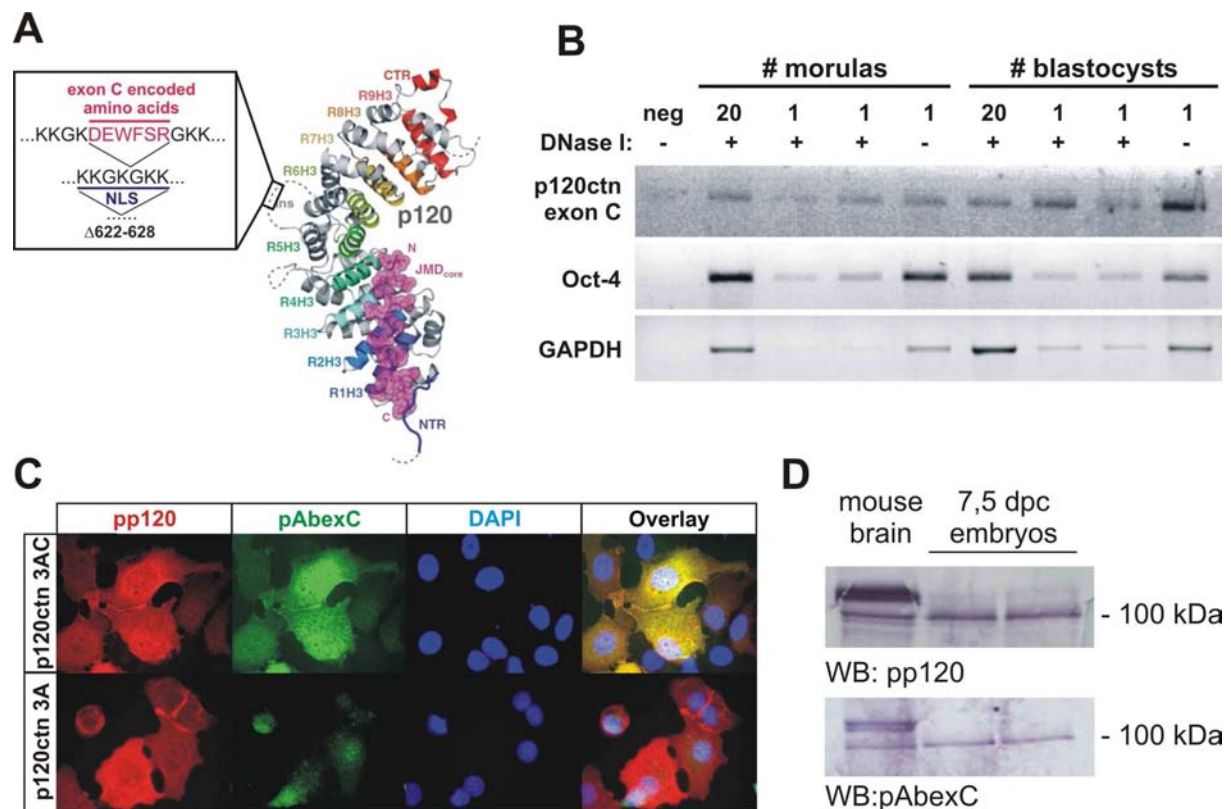 A
exon C encoded
amino acids
...KKGKDEWFSRGKK...
...KKGKGKK...
NLS
......
Δ622-628
CTR
R9H3
R8H3
R7H3
R6H3
ins
p120
R5H3
N
JMDcore
R4H3
R3H3
R2H3
R1H3
C
NTR
B
# morulas # blastocysts
neg 20 1 1 1 20 1 1 1
DNase I: - + + + - + + + -
p120ctn
exon C
Oct-4
GAPDH
C
pp120 pAbexC DAPI Overlay
p120ctn 3AC
p120ctn 3A
D
mouse
brain
7,5 dpc
embryos
- 100 kDa
WB: pp120
- 100 kDa
WB:pAbexC